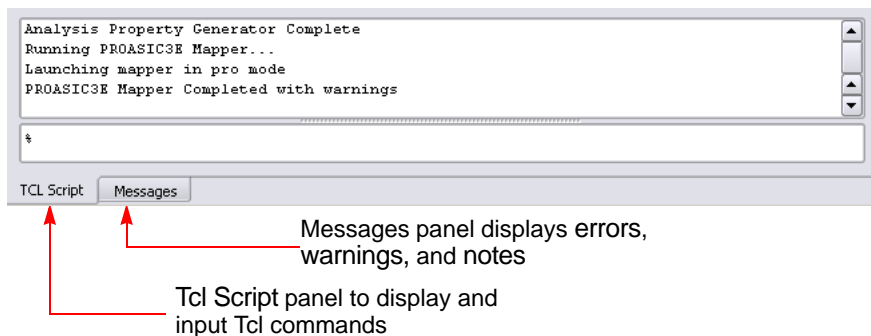 Analysis Property Generator Complete
Running PROASIC3E Mapper...
Launching mapper in pro mode
PROASIC3E Mapper Completed with warnings
%
TCL Script Messages
Messages panel displays errors,
warnings, and notes
Tcl Script panel to display and
input Tcl commands